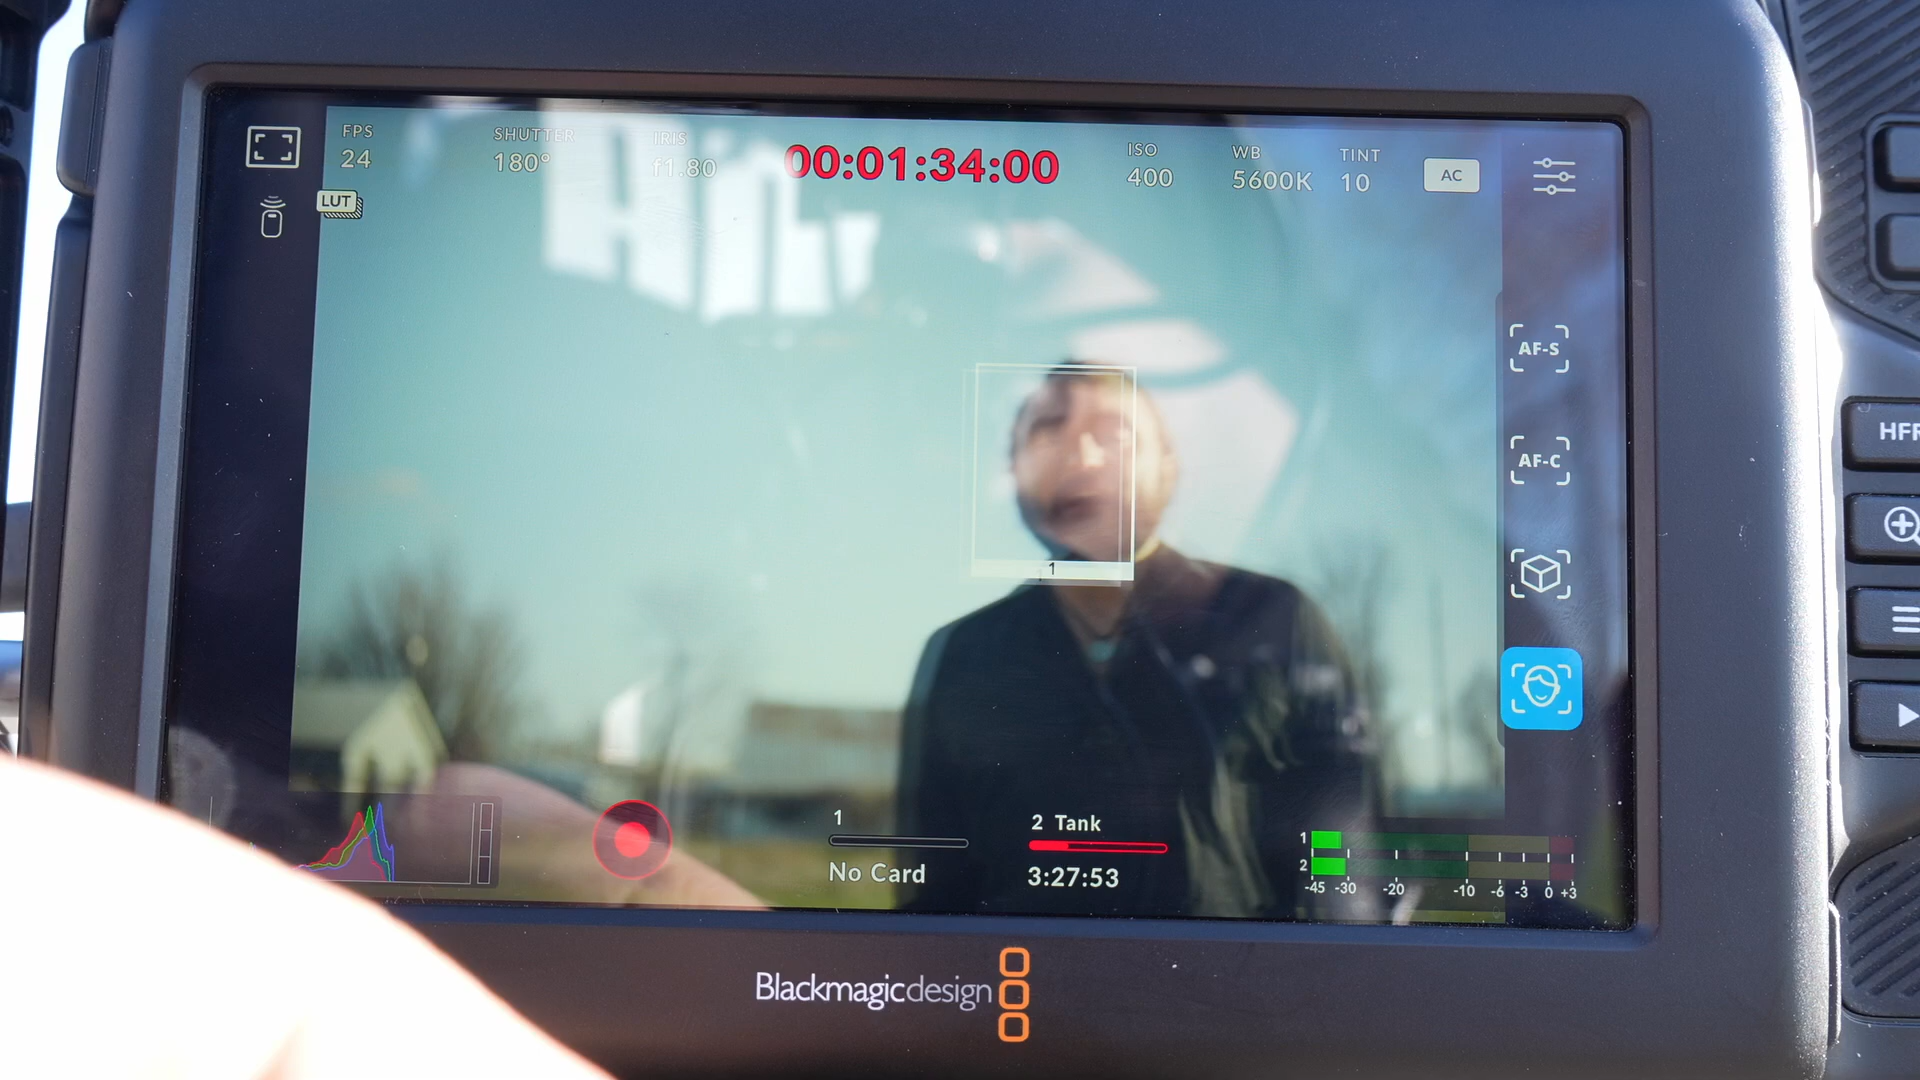 FPS
24
SHUTTER
180°
IRIS
f1.80
00:01:34:00
ISO
400
WB
5600K
TINT
10
AC
LUT
AF-S
AF-C
HFR
1
1
No Card
2 Tank
3:27:53
1
2
-45 -30 -20 -10 -6 -3 0 +3
Blackmagicdesign